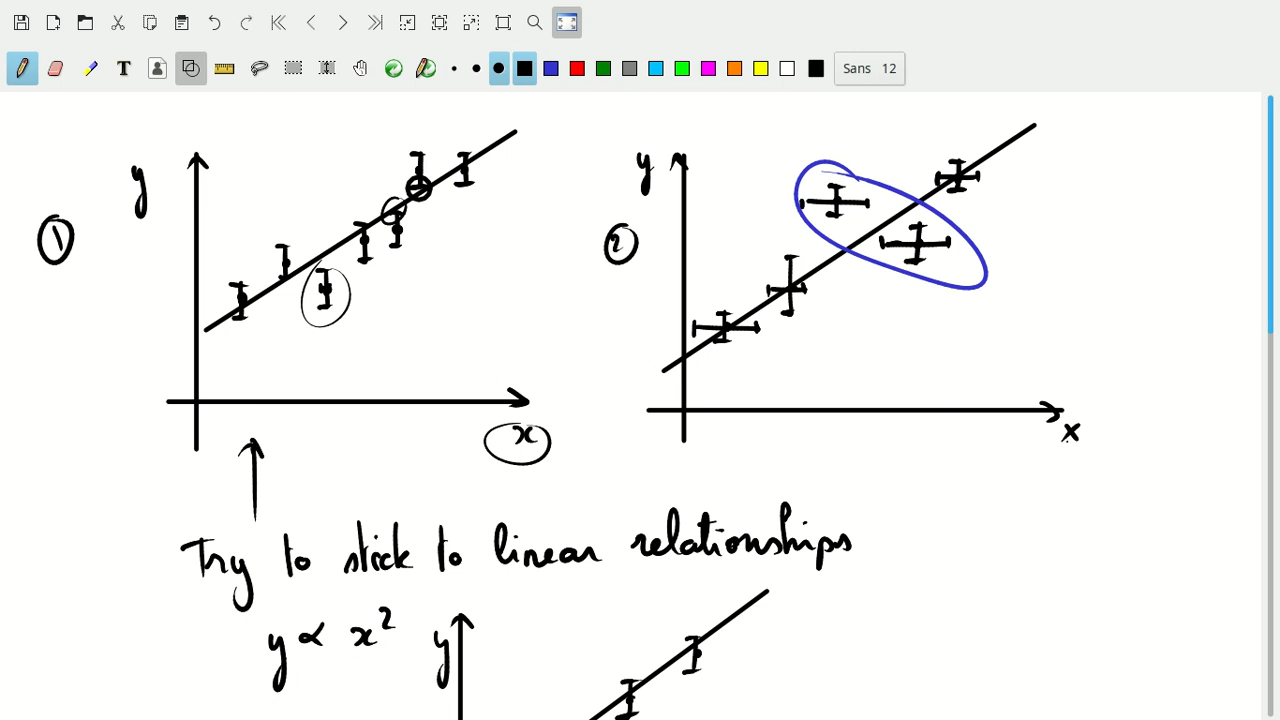 Sans 12
y
y
①
②
x
x
Try to stick to linear relationships
y ∝ x²
y